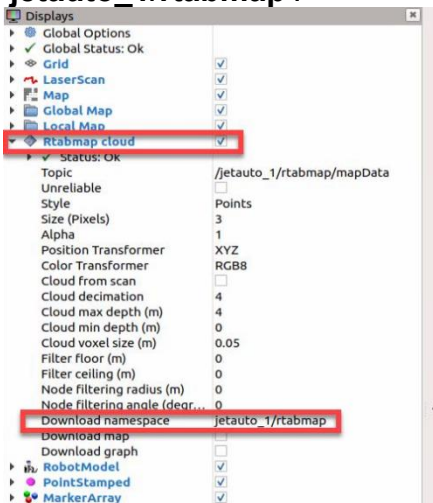 jetauto_1/rtabmap .
Displays
Global Options
Global Status: Ok
Grid
LaserScan
Map
Global Map
Local Map
Rtabmap cloud
Status: Ok
Topic /jetauto_1/rtabmap/mapData
Unreliable
Style Points
Size (Pixels) 3
Alpha 1
Position Transformer XYZ
Color Transformer RGB8
Cloud from scan
Cloud decimation 4
Cloud max depth (m) 4
Cloud min depth (m) 0
Cloud voxel size (m) 0.05
Filter floor (m) 0
Filter ceiling (m) 0
Node filtering radius (m) 0
Node filtering angle (degr... 0
Download namespace jetauto_1/rtabmap
Download map
Download graph
RobotModel
PointStamped
MarkerArray